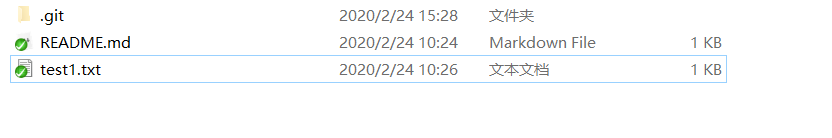 .git 2020/2/24 15:28 文件夹
README.md 2020/2/24 10:24 Markdown File 1 KB
test1.txt 2020/2/24 10:26 文本文档 1 KB